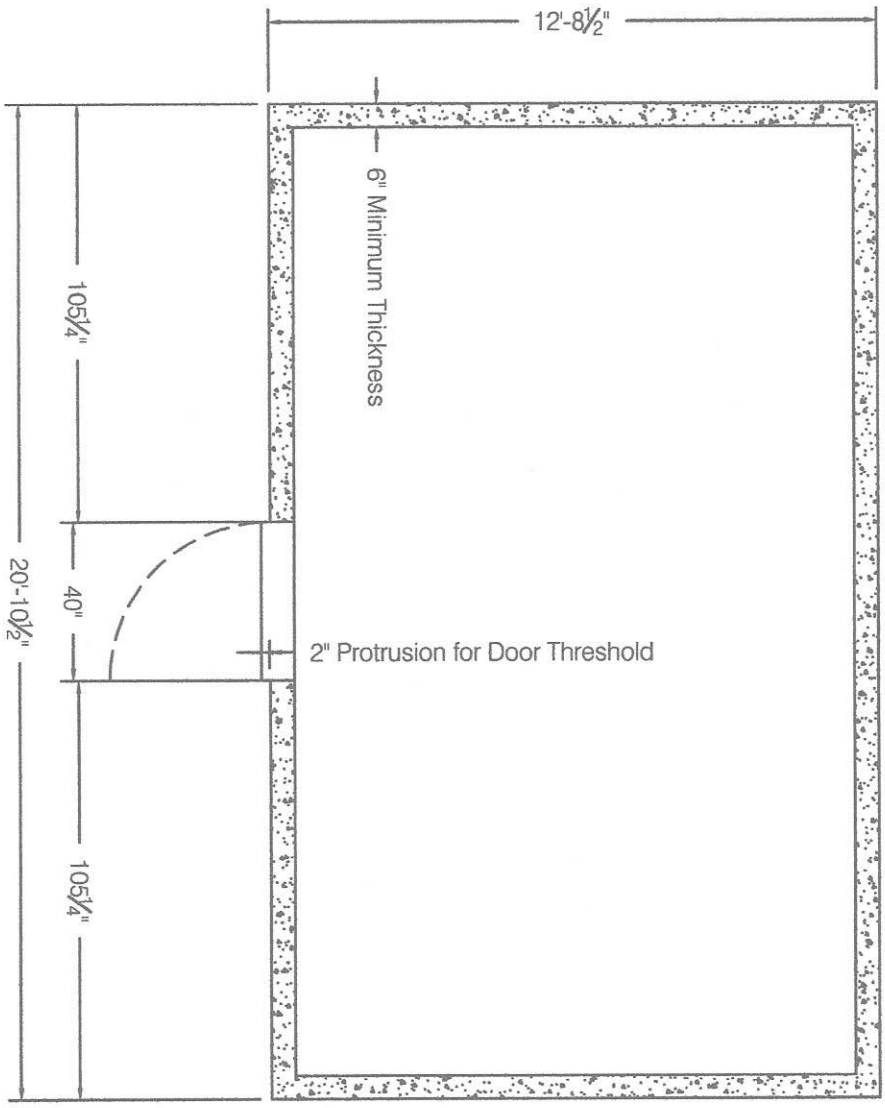 12'-8½"
6" Minimum Thickness
105¼"
40"
20'-10½"
2" Protrusion for Door Threshold
105¼"